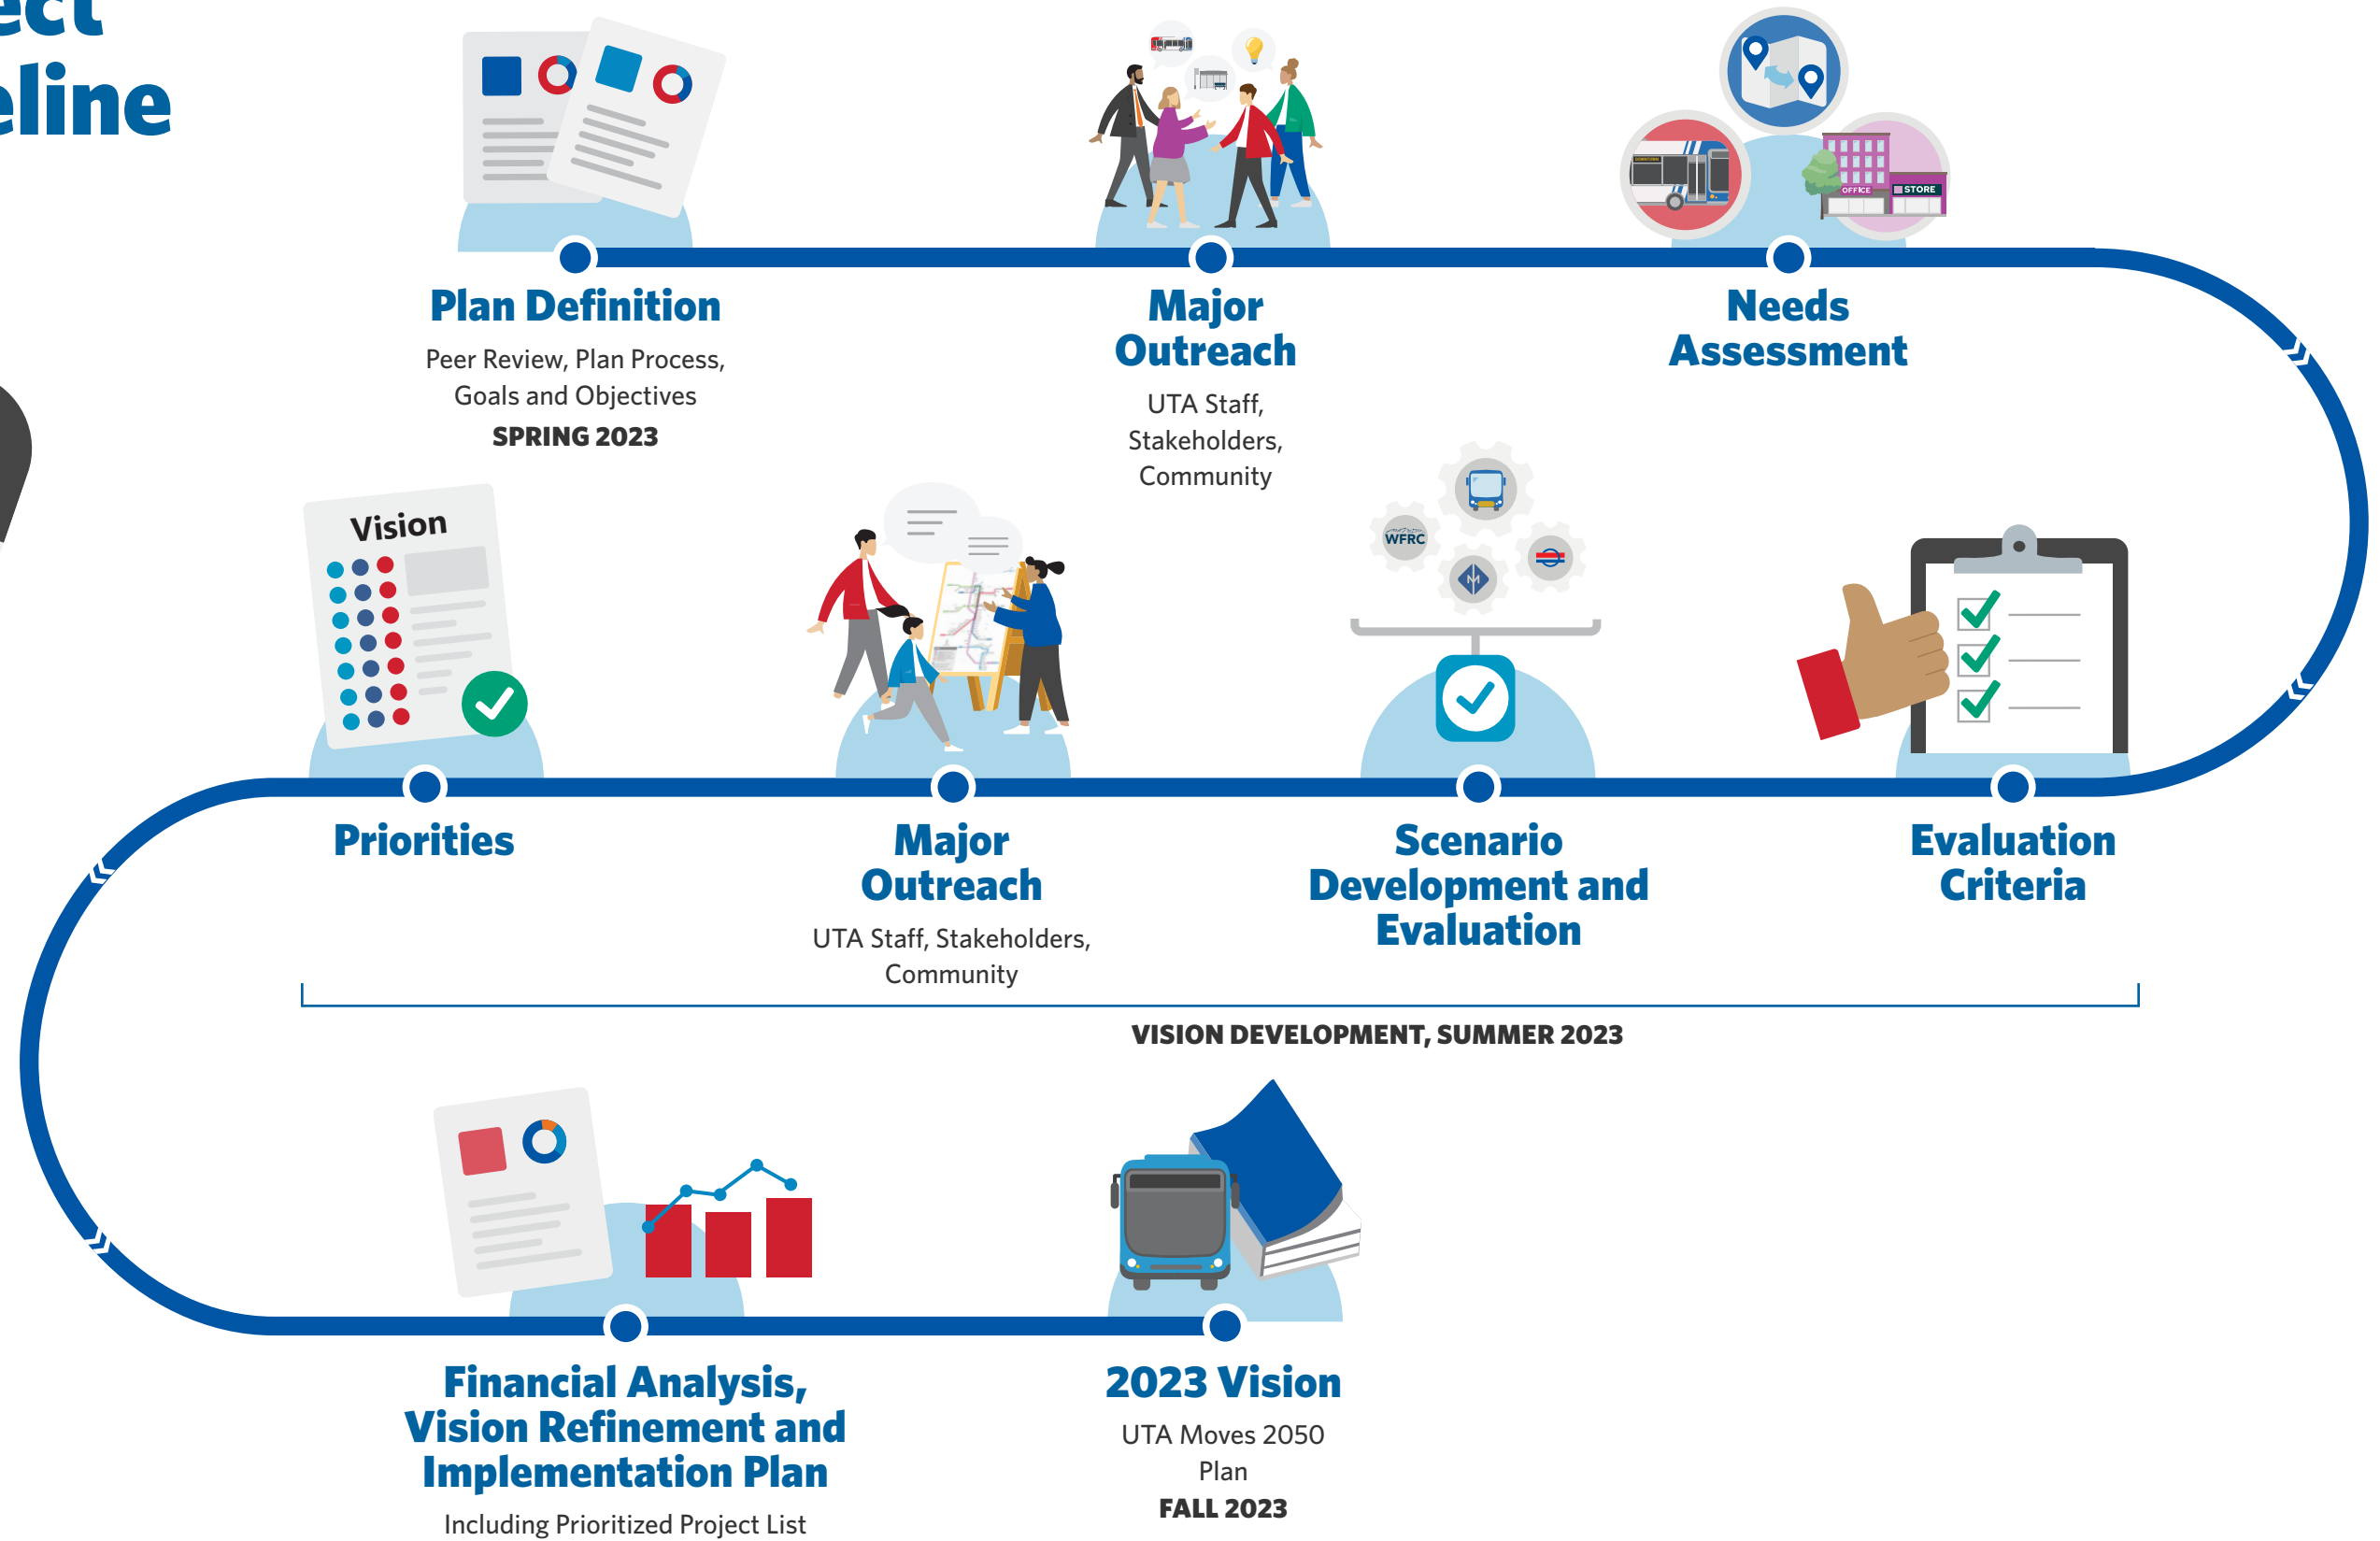 ect
eline
OFFICE
STORE
Plan Definition
Peer Review, Plan Process,
Goals and Objectives
SPRING 2023
Major
Outreach
UTA Staff,
Stakeholders,
Community
Needs
Assessment
Vision
WFRC
M
Priorities
Major
Outreach
UTA Staff, Stakeholders,
Community
Scenario
Development and
Evaluation
Evaluation
Criteria
VISION DEVELOPMENT, SUMMER 2023
Financial Analysis,
Vision Refinement and
Implementation Plan
Including Prioritized Project List
2023 Vision
UTA Moves 2050
Plan
FALL 2023